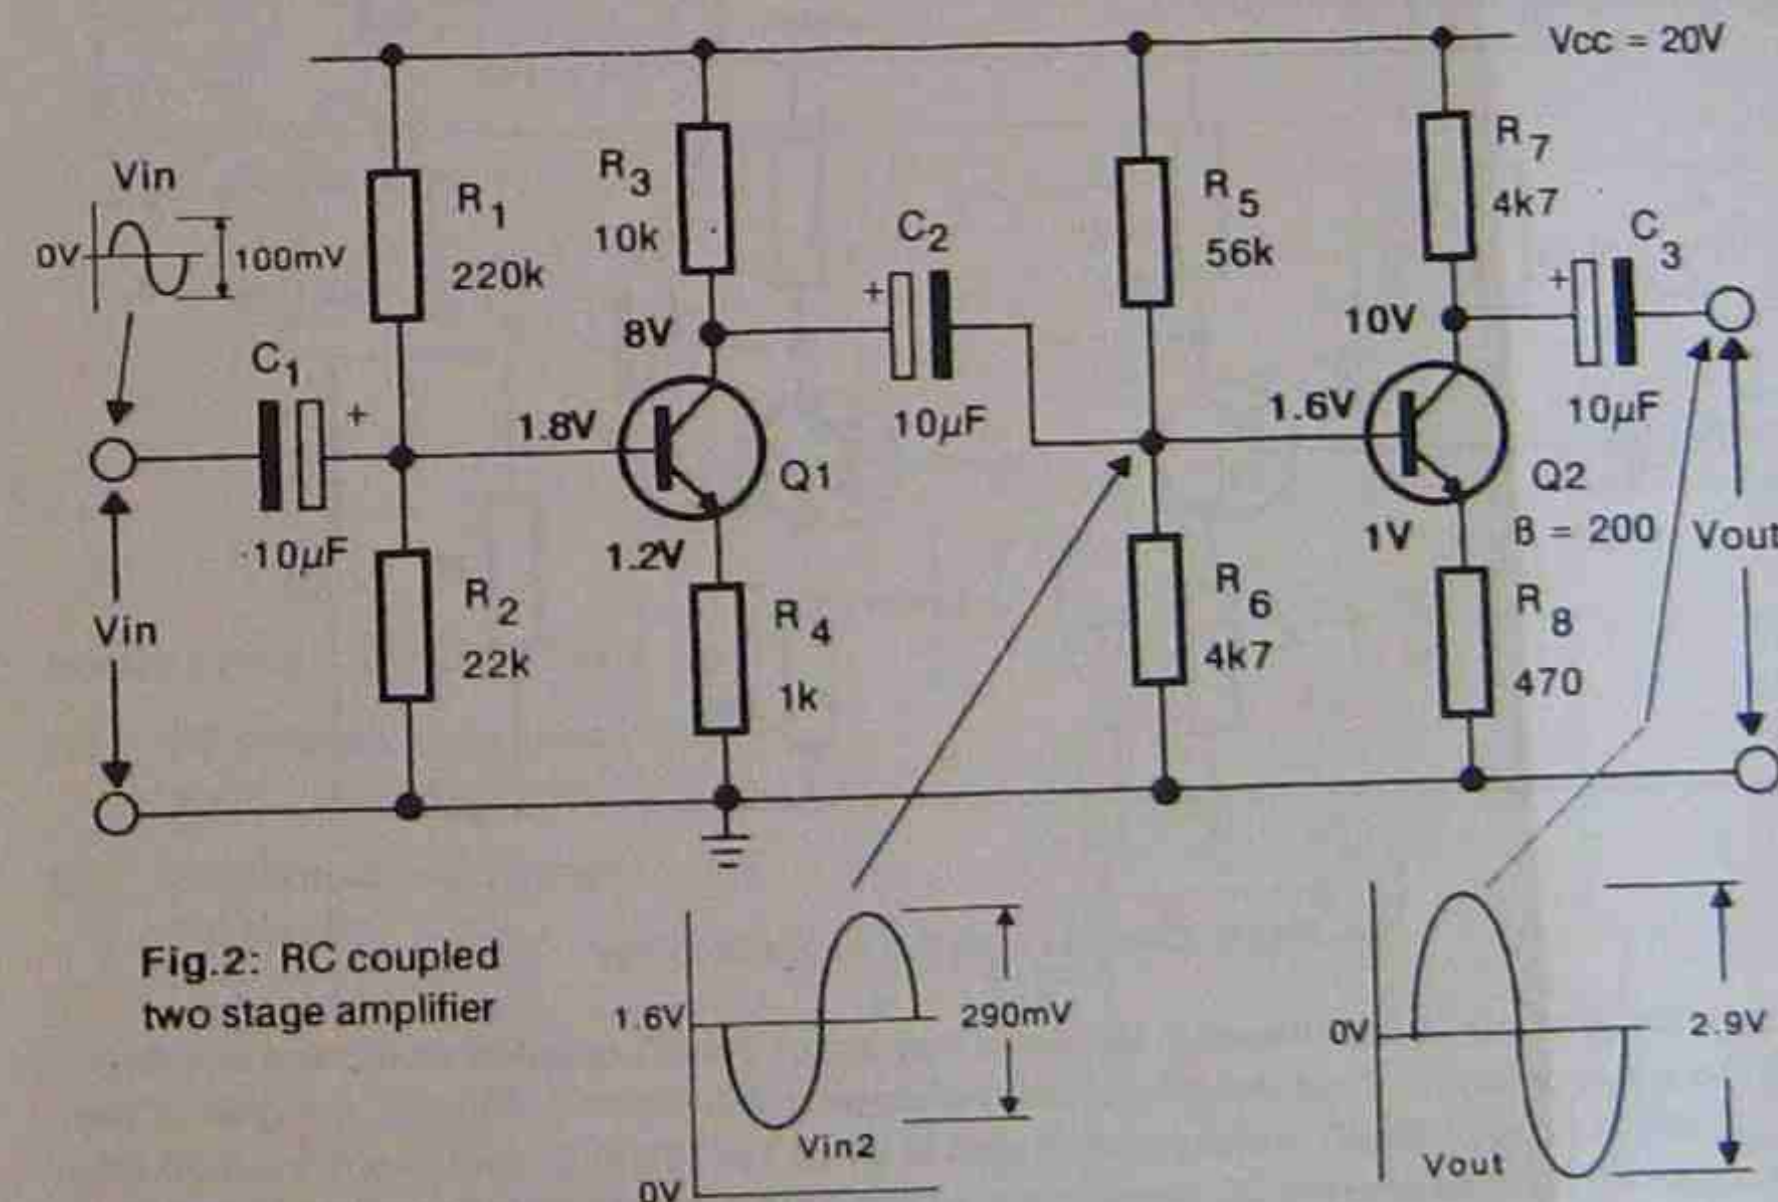 Vcc = 20V
Vin
0V
100mV
R1
220k
R3
10k
C2
+
10µF
R5
56k
R7
4k7
C3
+
10µF
8V
10V
C1
+
10µF
1.8V
Q1
1.2V
1.6V
Q2
B = 200
1V
Vout
Vin
R2
22k
R4
1k
R6
4k7
R8
470
Fig.2: RC coupled
two stage amplifier
1.6V
290mV
Vin2
0V
0V
2.9V
Vout